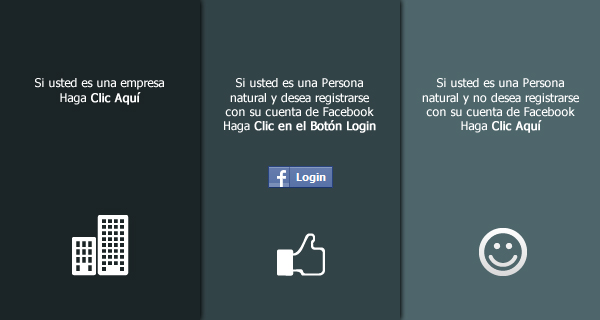 Si usted es una empresa
Haga Clic Aquí
Si usted es una Persona
natural y desea registrarse
con su cuenta de Facebook
Haga Clic en el Botón Login
f Login
Si usted es una Persona
natural y no desea registrarse
con su cuenta de Facebook
Haga Clic Aquí